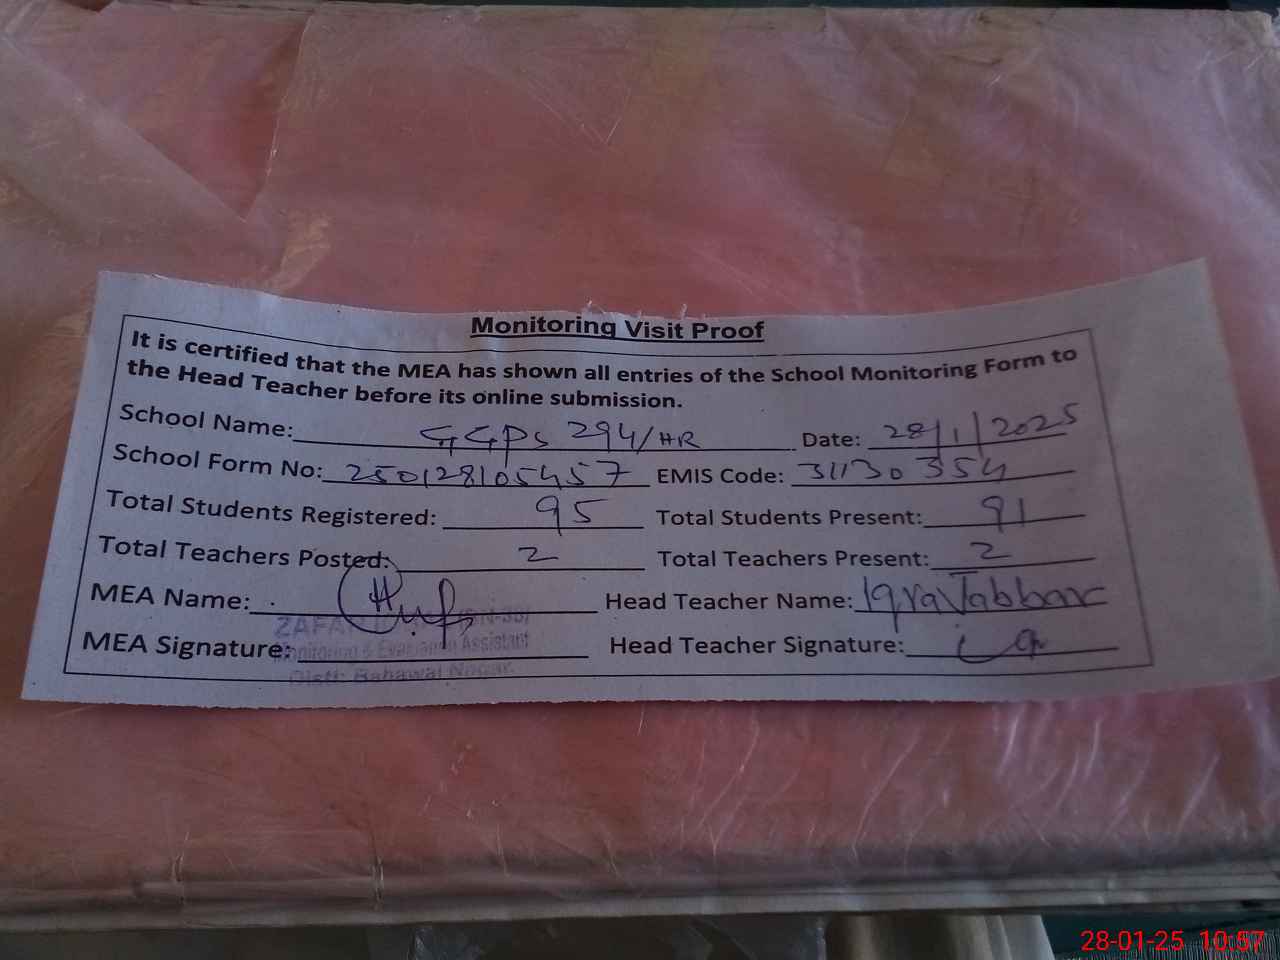 Monitoring Visit Proof
It is certified that the MEA has shown all entries of the School Monitoring Form to
the Head Teacher before its online submission.
School Name: GGPS 294/HR Date: 28/1/2025
School Form No: 250128105457 EMIS Code: 31130354
Total Students Registered: 95 Total Students Present: 91
Total Teachers Posted: 2 Total Teachers Present: 2
MEA Name: Head Teacher Name: Iqra Jabbar
MEA Signature: Head Teacher Signature:
Monitoring & Evaluation Assistant
Distt: Bahawal Nagar
28-01-25 10:57